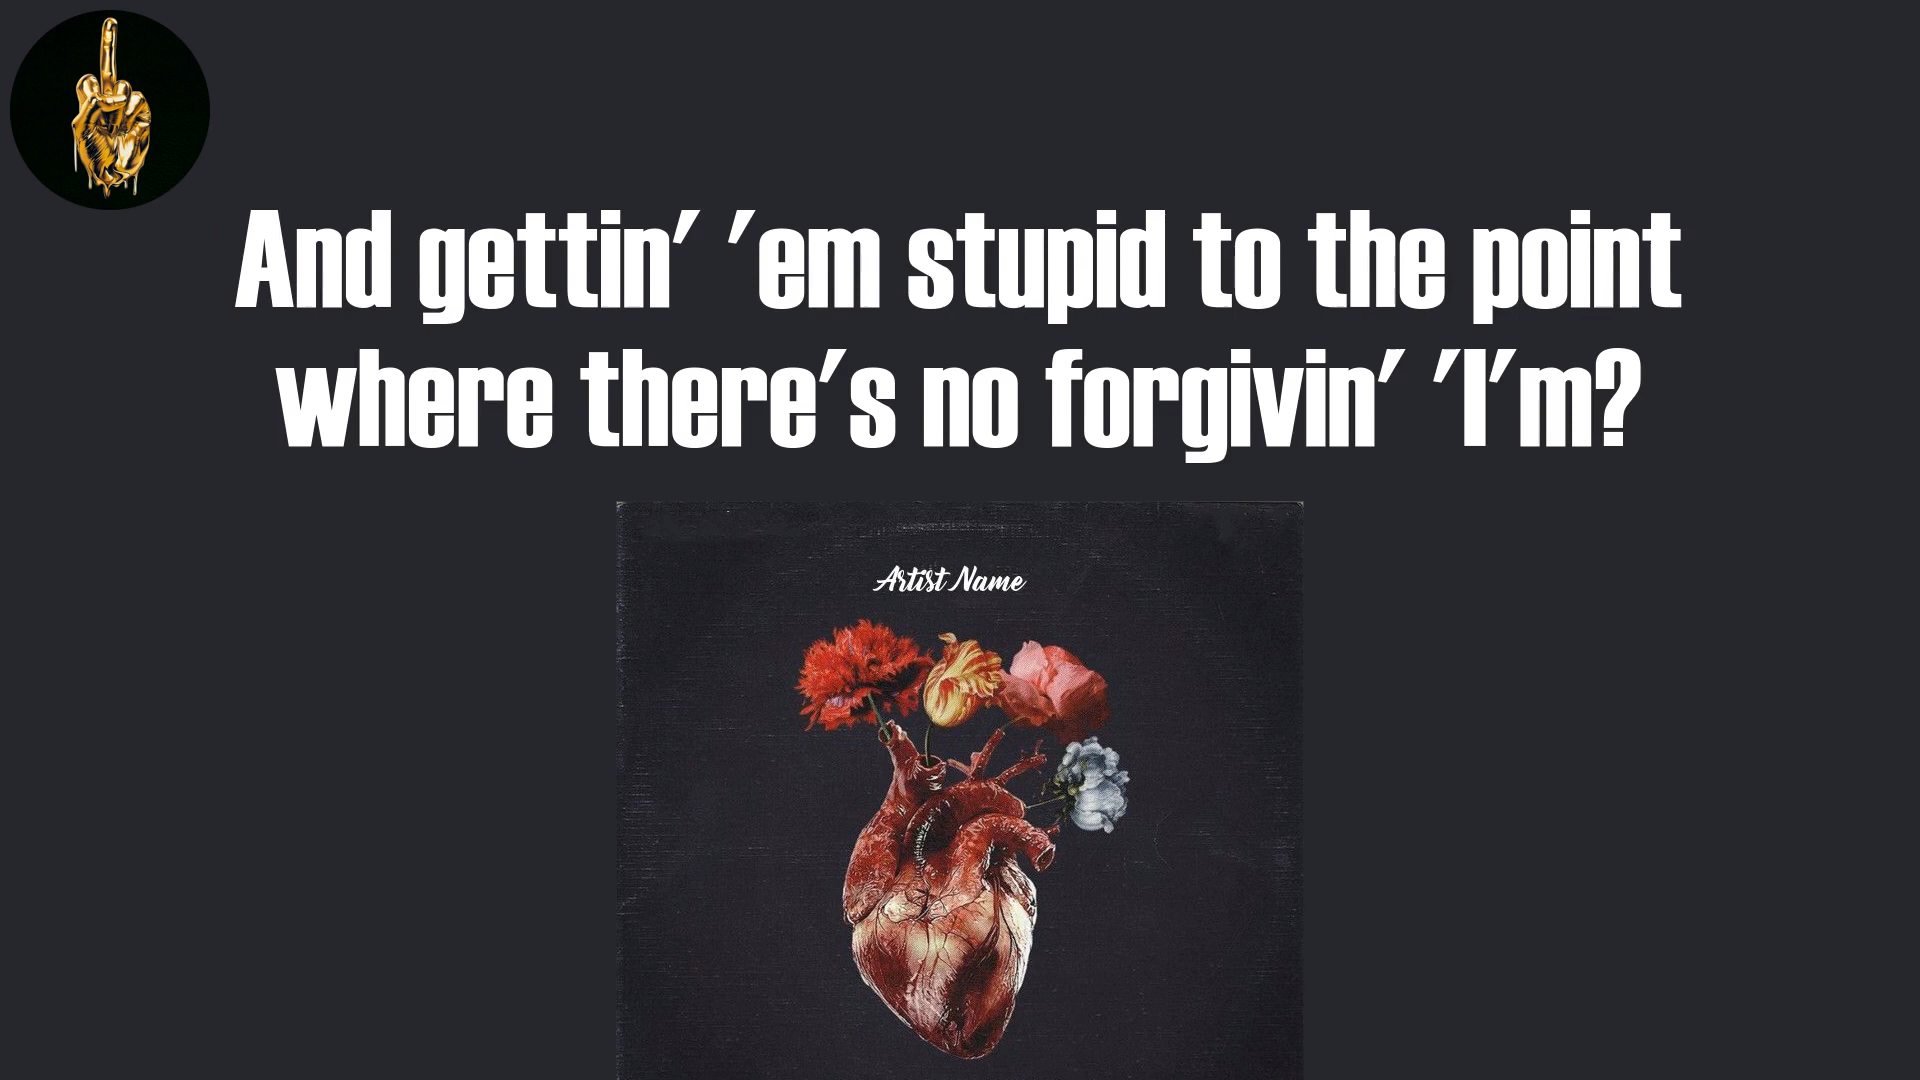 And gettin' 'em stupid to the point
where there's no forgivin' 'I'm?
Artist Name